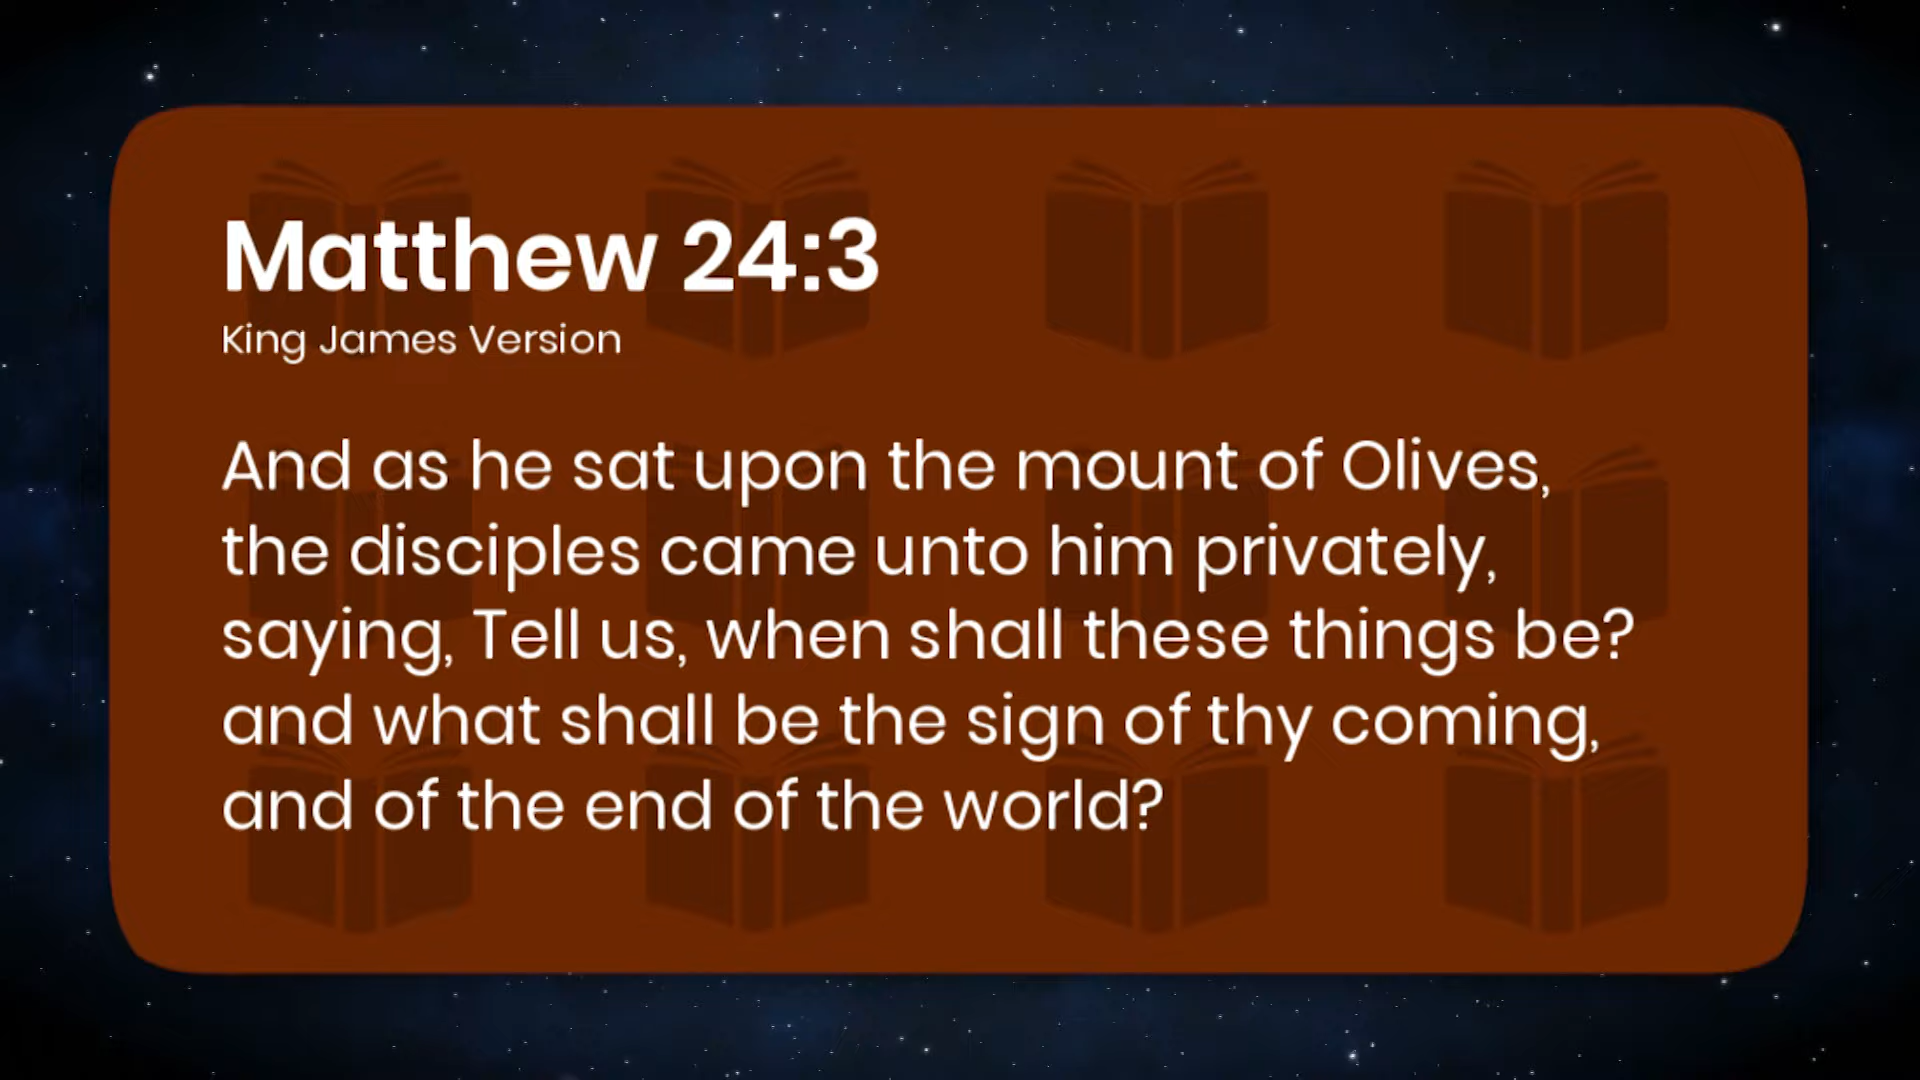 Matthew 24:3
King James Version
And as he sat upon the mount of Olives,
the disciples came unto him privately,
saying, Tell us, when shall these things be?
and what shall be the sign of thy coming,
and of the end of the world?